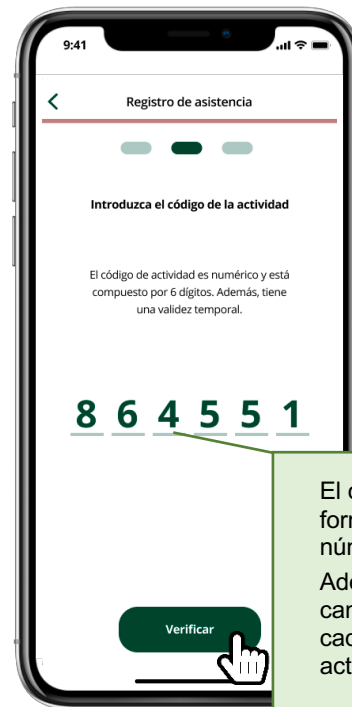 9:41
Registro de asistencia
Introduzca el código de la actividad
El código de actividad es numérico y está
compuesto por 6 dígitos. Además, tiene
una validez temporal.
8 6 4 5 5 1
El
Verificar